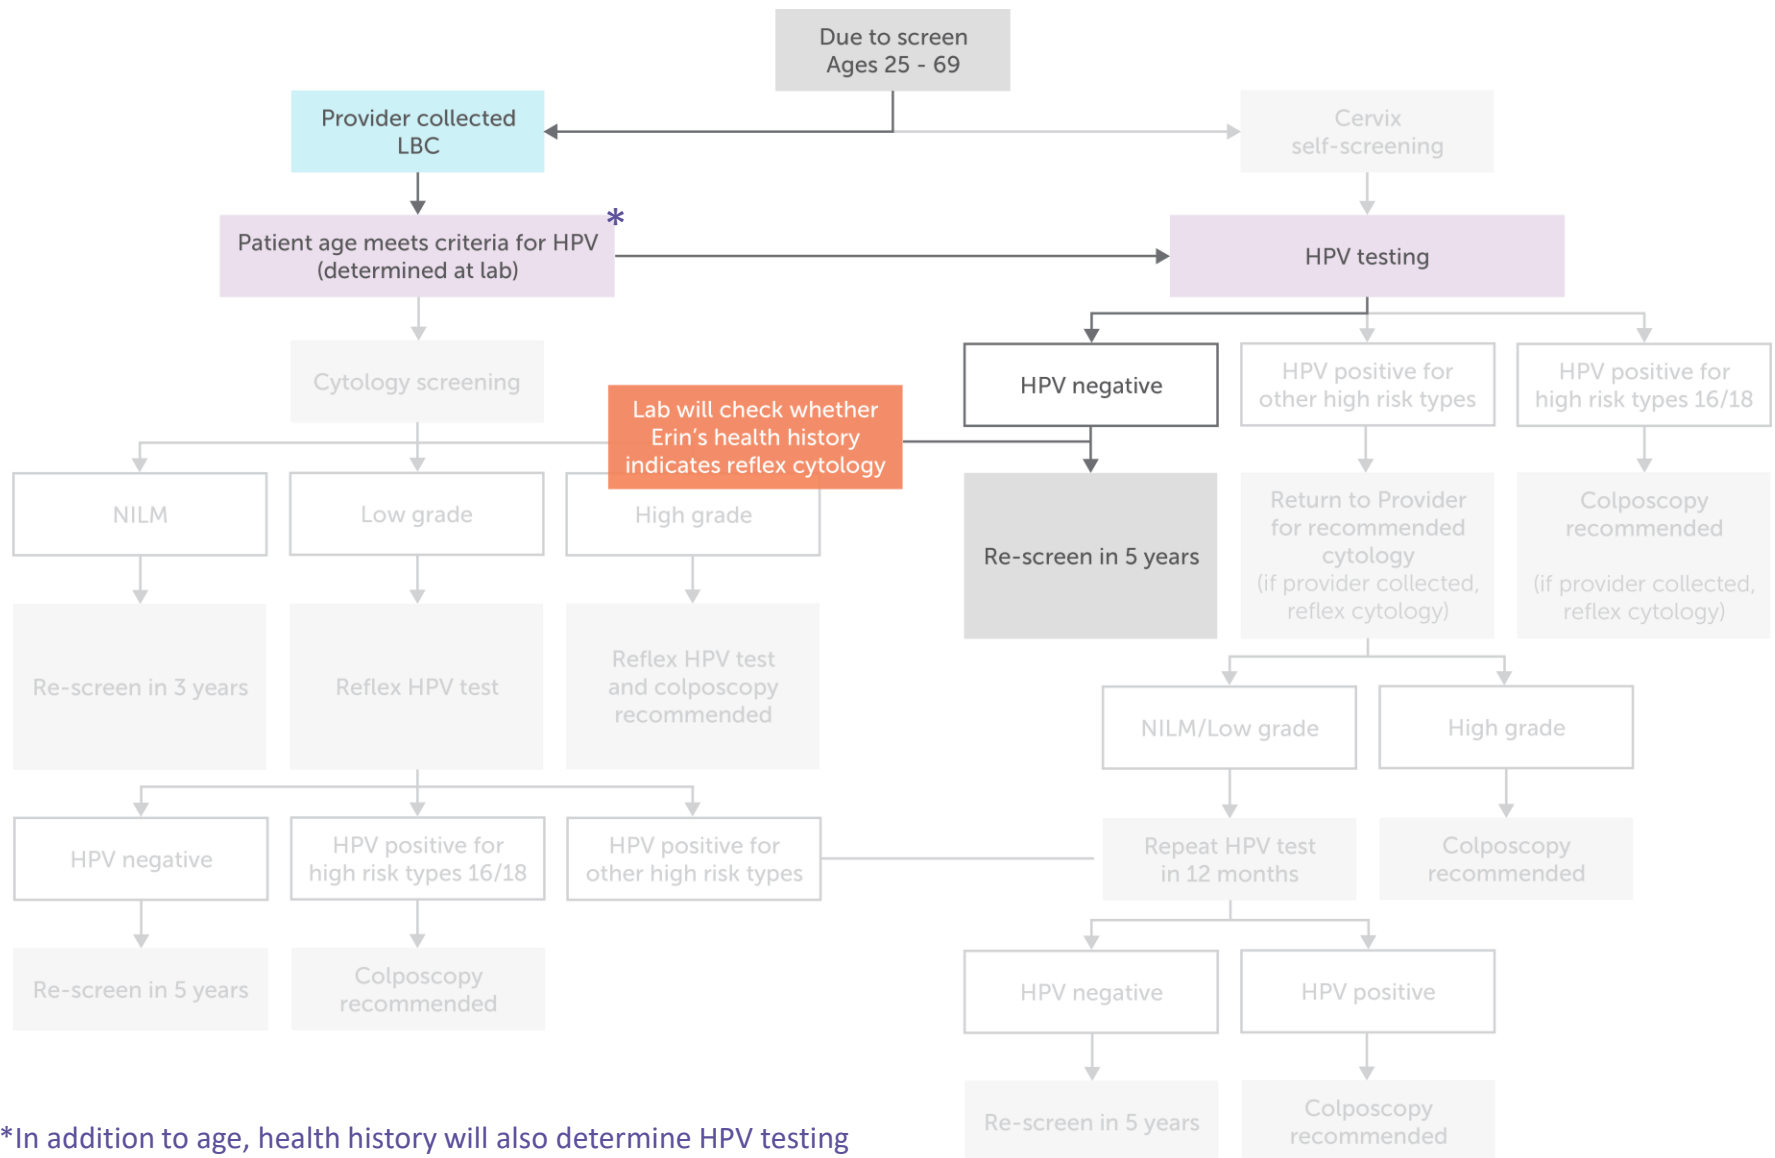 Due to screen
Ages 25 - 69
Provider collected
LBC
Cervix
self-screening
Patient age meets criteria for HPV
(determined at lab)
*
HPV testing
Cytology screening
Lab will check whether
Erin's health history
indicates reflex cytology
HPV negative
HPV positive for
other high risk types
HPV positive for
high risk types 16/18
NILM
Low grade
High grade
Re-screen in 5 years
Return to Provider
for recommended
cytology
(if provider collected,
reflex cytology)
Colposcopy
recommended
(if provider collected,
reflex cytology)
Re-screen in 3 years
Reflex HPV test
Reflex HPV test
and colposcopy
recommended
NILM/Low grade
High grade
HPV negative
HPV positive for
high risk types 16/18
HPV positive for
other high risk types
Repeat HPV test
in 12 months
Colposcopy
recommended
Re-screen in 5 years
Colposcopy
recommended
HPV negative
HPV positive
Re-screen in 5 years
Colposcopy
recommended
*In addition to age, health history will also determine HPV testing